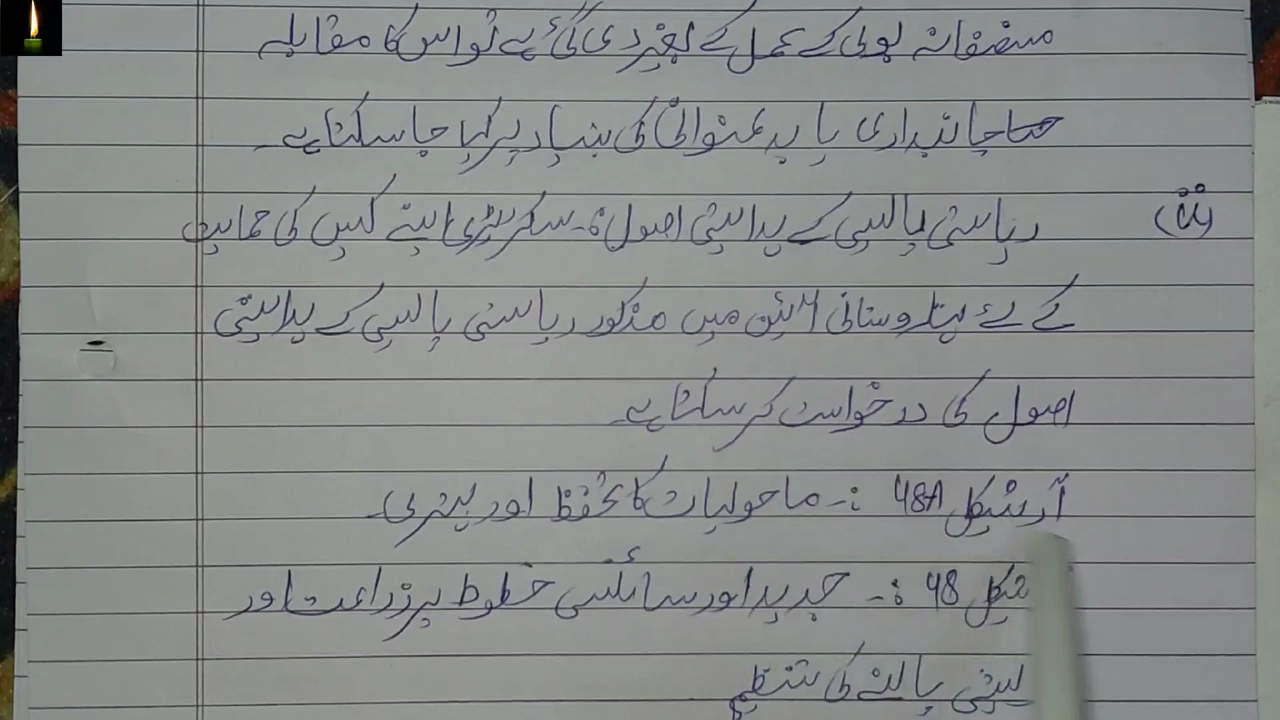 منصفانہ بولی کے عمل کے بغیر دی گئی ہے تو اس کا مقابلہ
جانبداری یا بدعنوانی کی بنیاد پر کیا جا سکتا ہے۔
ریاستی پالیسی کے ہدایتی اصول :- سکریٹری اپنے کیس کی حمایت
کے لئے ہندوستانی آئین میں مذکور ریاستی پالیسی کے ہدایتی
اصول کی درخواست کر سکتا ہے۔
آرٹیکل 48A :- ماحولیات کا تحفظ اور بہتری۔
ٹیکل 48 :- جدید اور سائنسی خطوط پر زراعت اور
پالنے کی تنظیم